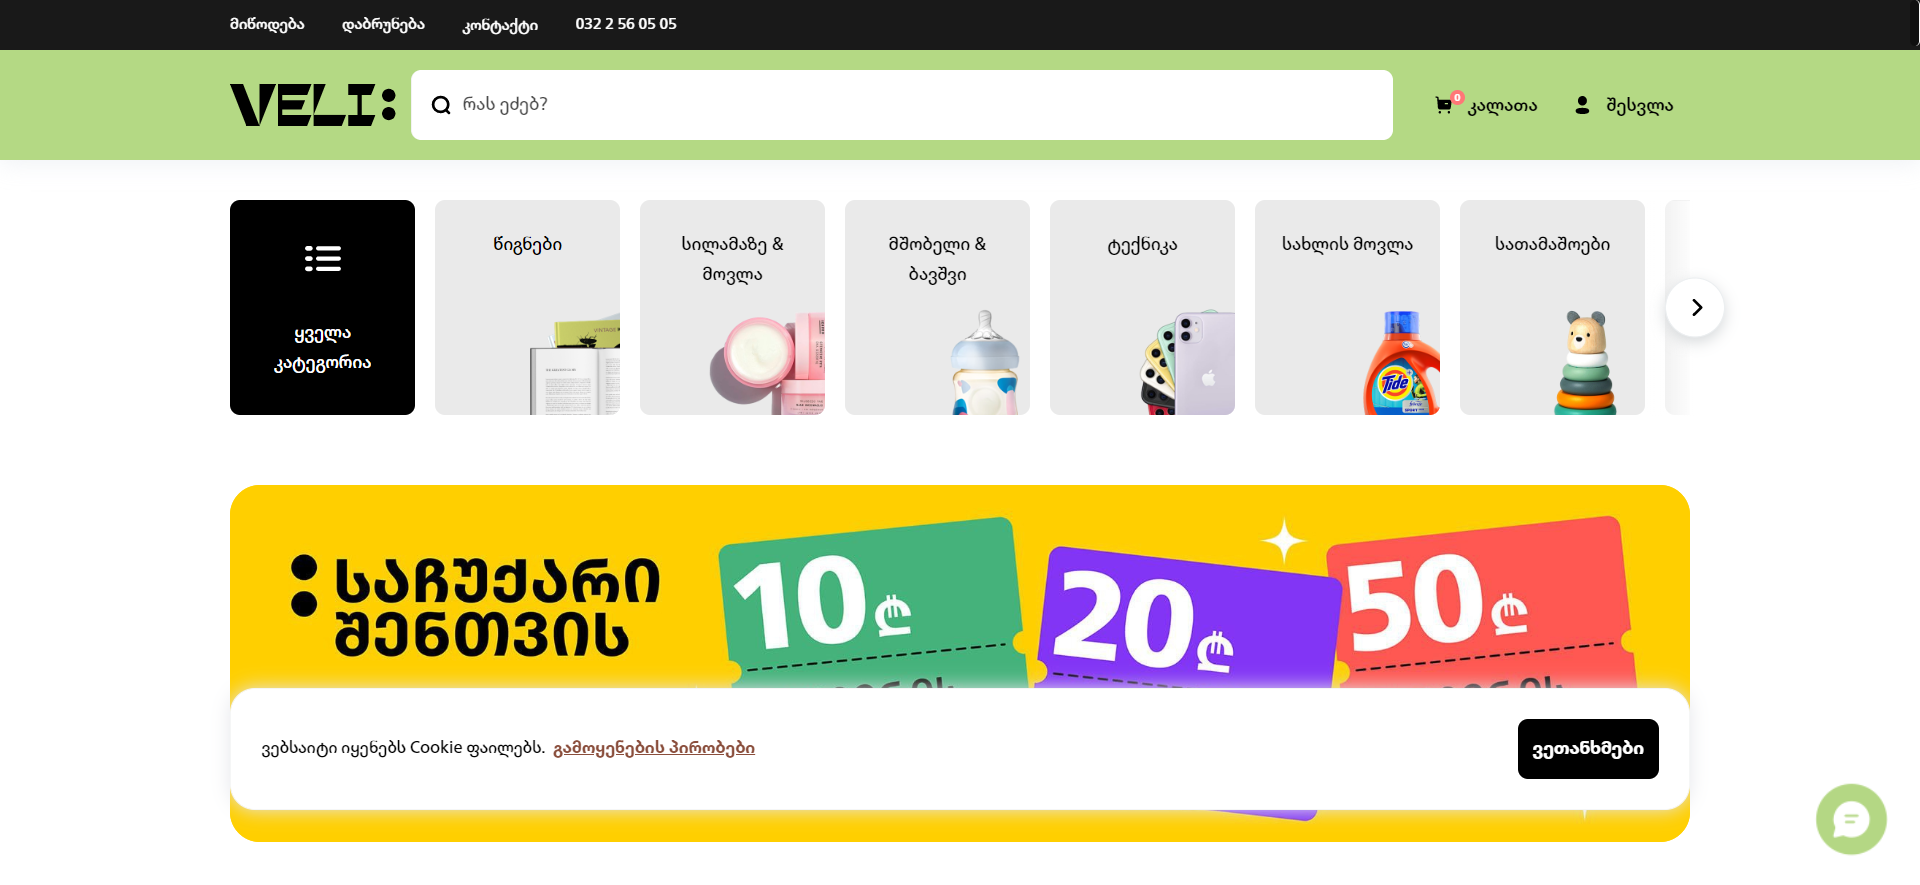 მიწოდება
დაბრუნება
კონტაქტი
032 2 56 05 05
VELI:
რას ეძებ?
0
კალათა
შესვლა
ყველა
კატეგორია
წიგნები
სილამაზე &
მოვლა
მშობელი &
ბავშვი
ტექნიკა
სახლის მოვლა
სათამაშოები
Tide
საჩუქარი
შენთვის
10₾
20₾
50₾
ვებსაიტი იყენებს Cookie ფაილებს. გამოყენების პირობები
ვეთანხმები